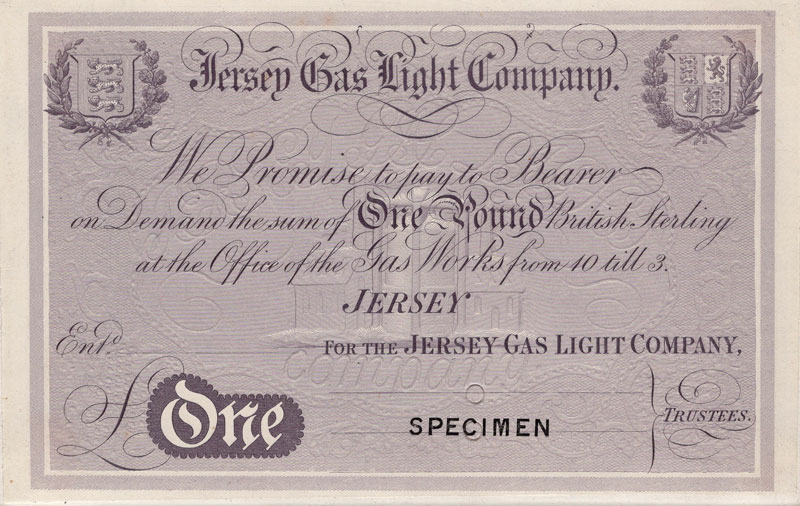 Jersey Gas Light Company.
We Promise to pay to Bearer
on Demand the sum of One Pound British Sterling
at the Office of the Gas Works from 10 till 3.
JERSEY
Entd.
FOR THE JERSEY GAS LIGHT COMPANY,
company
£ One
SPECIMEN
TRUSTEES.